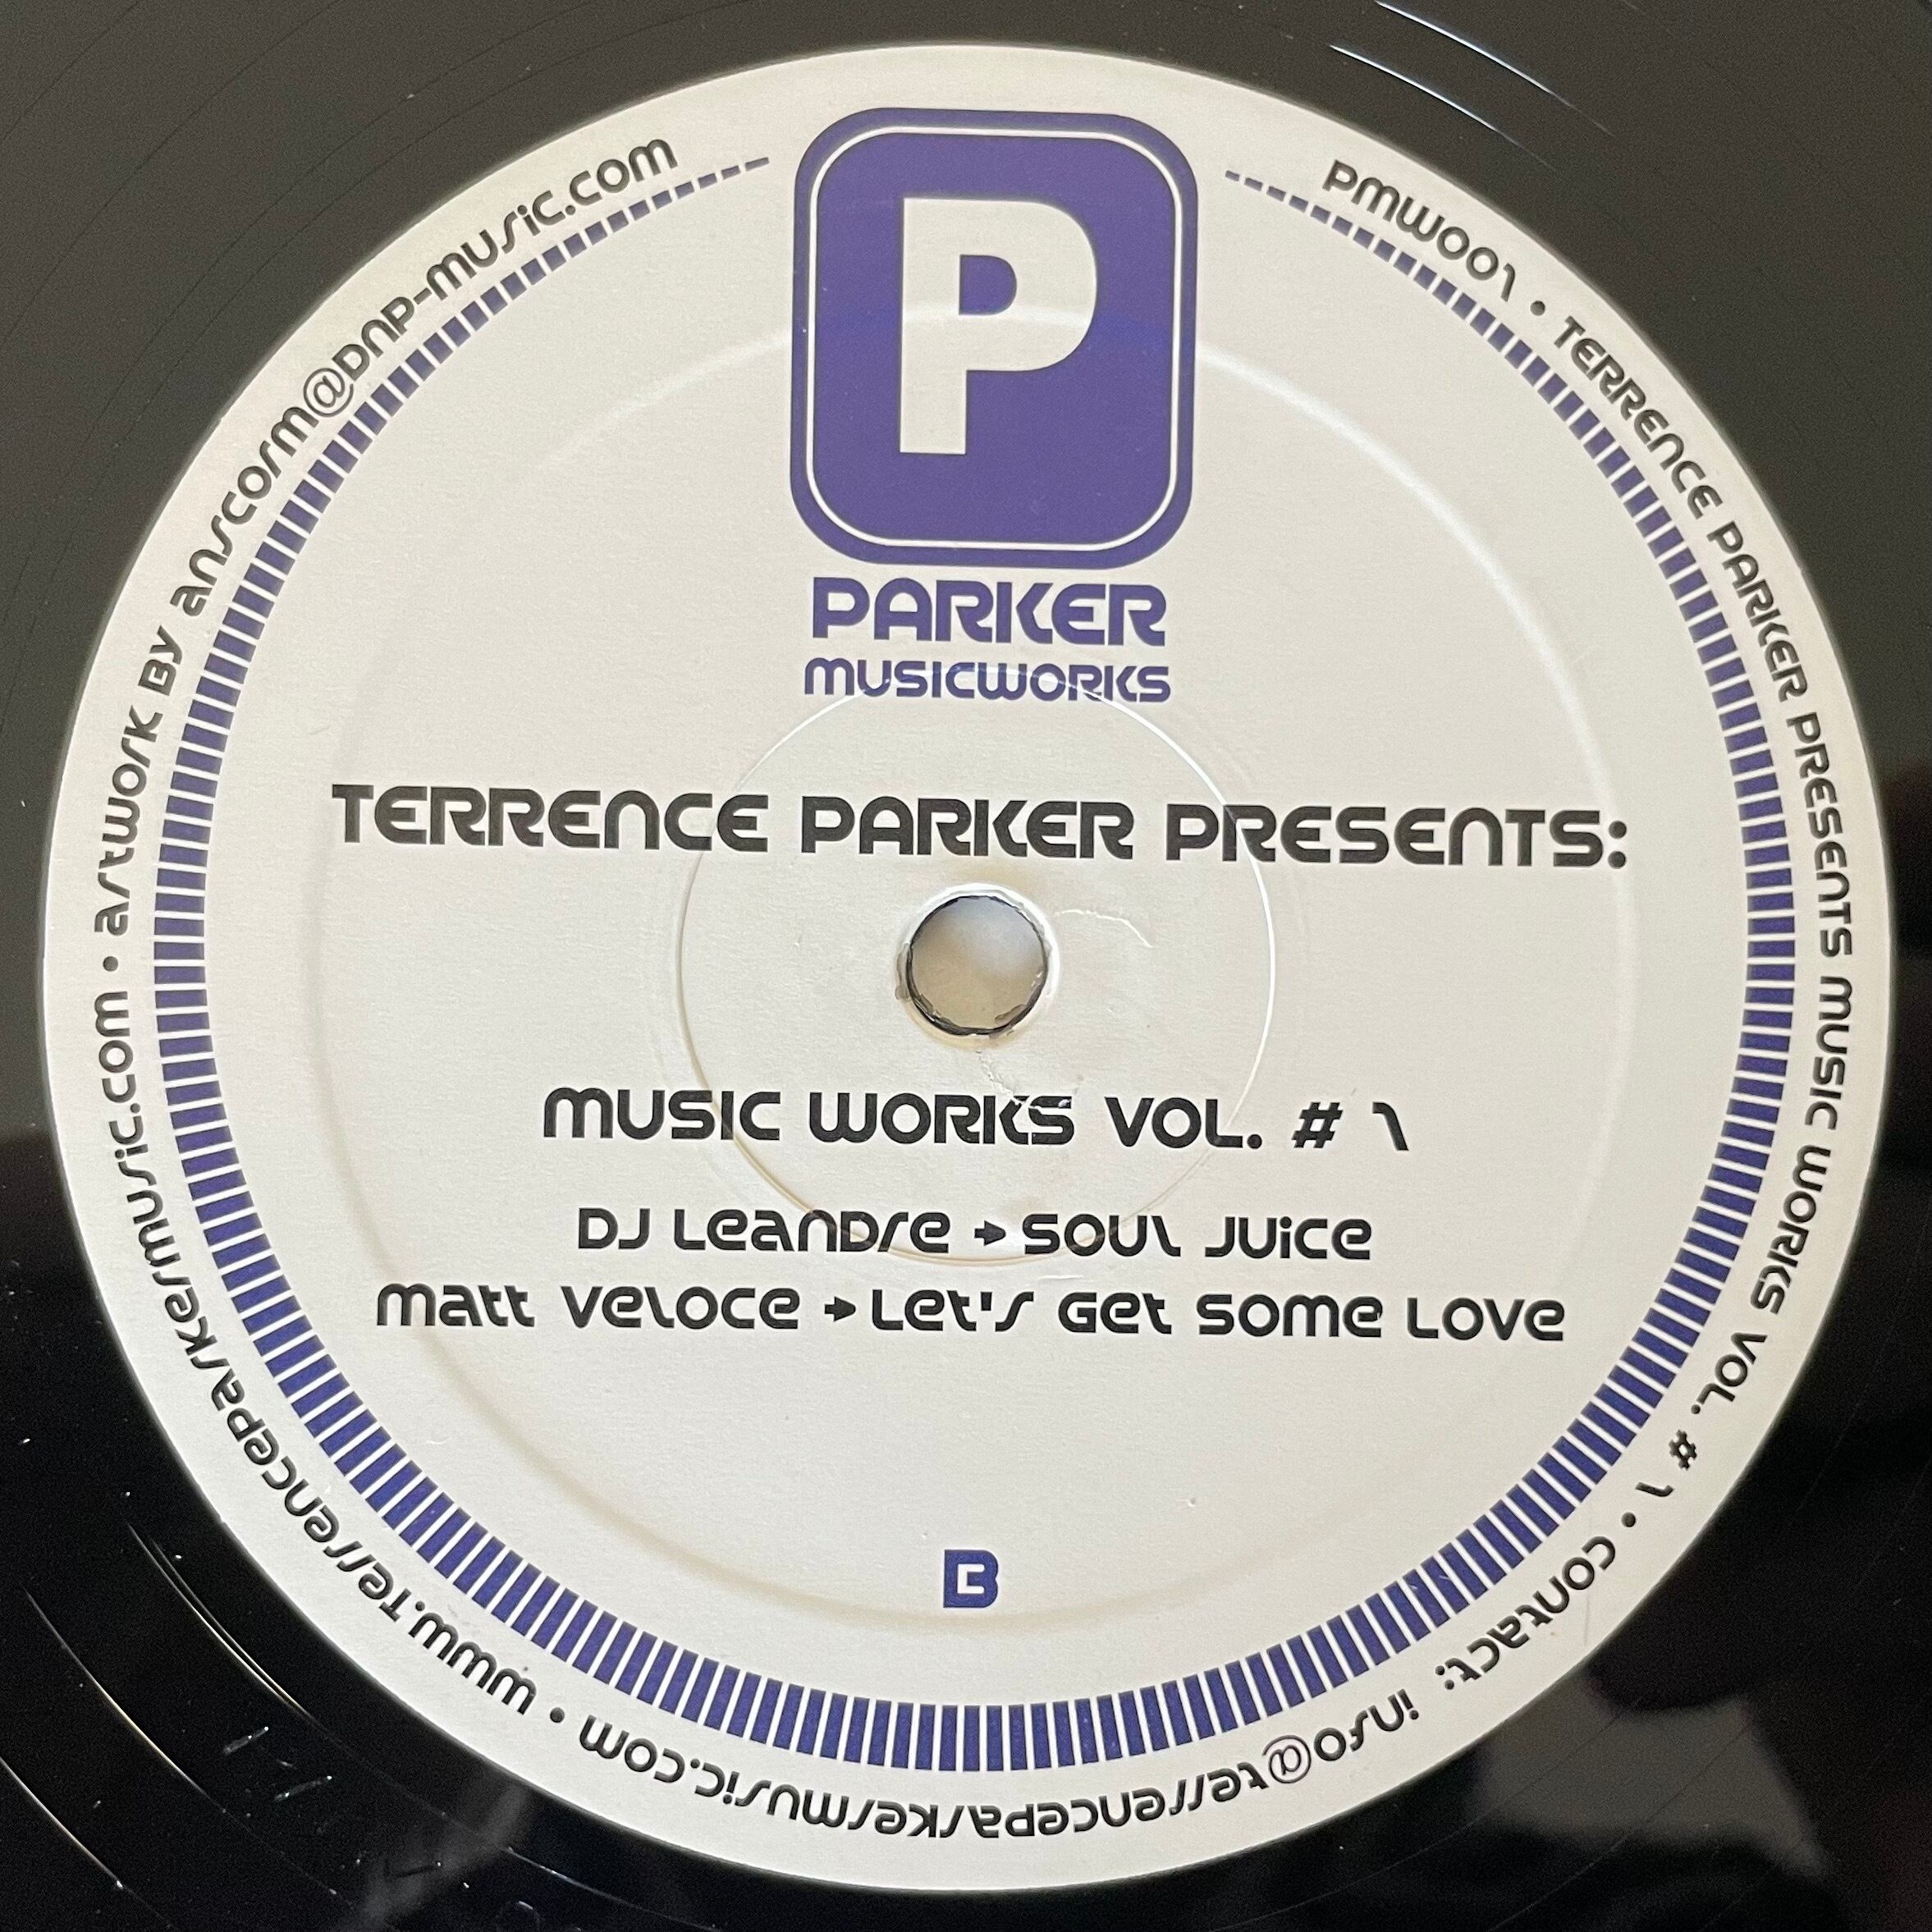 P
PARKER
MUSICWORKS
TERRENCE PARKER PRESENTS:
MUSIC WORKS VOL. # 1
DJ Leandre → Soul Juice
Matt Veloce → Let's Get Some Love
B
PMW001 • TERRENCE PARKER PRESENTS MUSIC WORKS VOL. # 1 • contact: info@terrenceparkermusic.com • www.terrenceparkermusic.com • artwork by anscorm@DNP-music.com